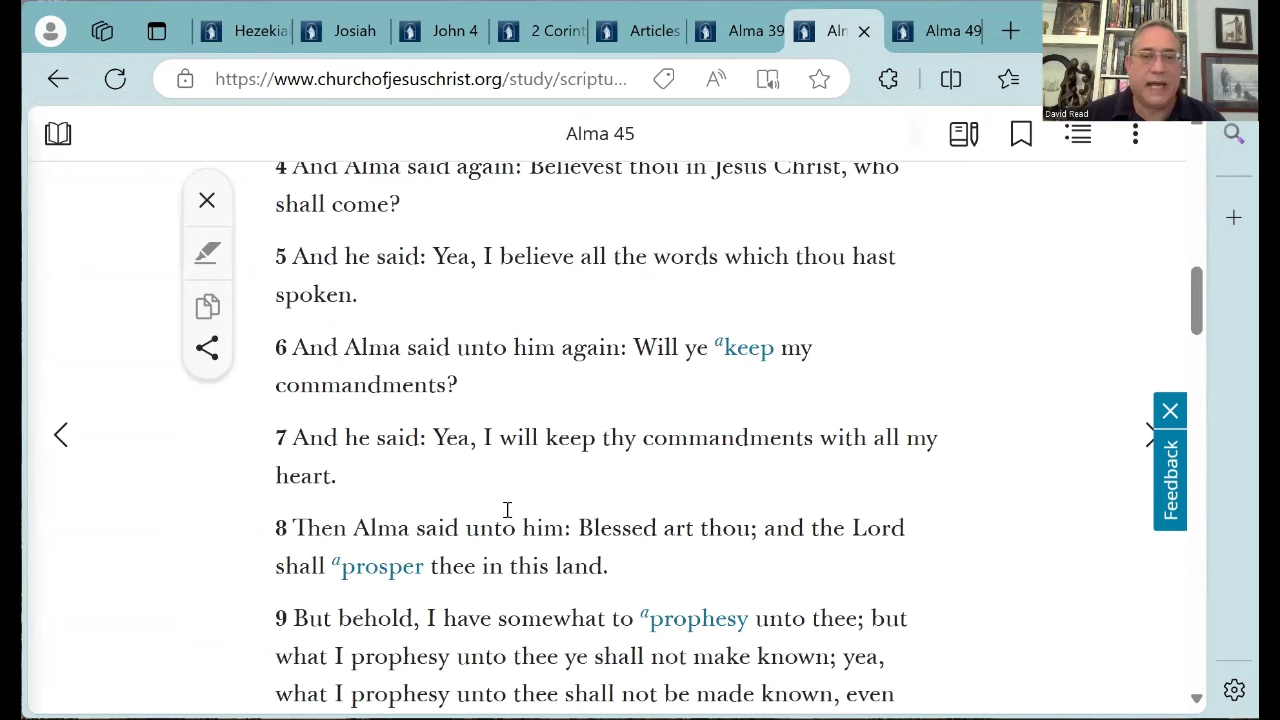 Hezekia
Josiah
John 4
2 Corint
Articles
Alma 39
Alm
Alma 49
https://www.churchofjesuschrist.org/study/scriptu...
David Read
Alma 45
4 And Alma said again: Believest thou in Jesus Christ, who
shall come?
5 And he said: Yea, I believe all the words which thou hast
spoken.
6 And Alma said unto him again: Will ye a keep my
commandments?
7 And he said: Yea, I will keep thy commandments with all my
heart.
8 Then Alma said unto him: Blessed art thou; and the Lord
shall a prosper thee in this land.
9 But behold, I have somewhat to a prophesy unto thee; but
what I prophesy unto thee ye shall not make known; yea,
what I prophesy unto thee shall not be made known, even
Feedback